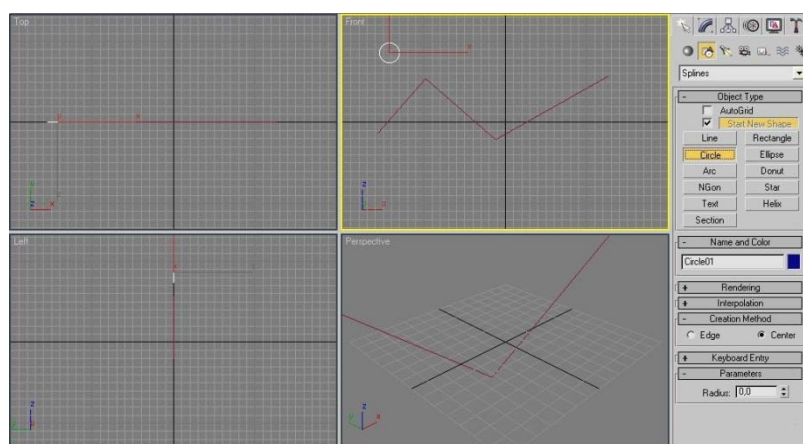 Top
Front
x
y
x
z
x
Splines
- Object Type
AutoGrid
Start New Shape
Line Rectangle
Circle Ellipse
Arc Donut
NGon Star
Text Helix
Section
Left
Perspective
- Name and Color
Circle01
+ Rendering
+ Interpolation
- Creation Method
Edge Center
+ Keyboard Entry
- Parameters
Radius: 0,0
z
y
z
y
x